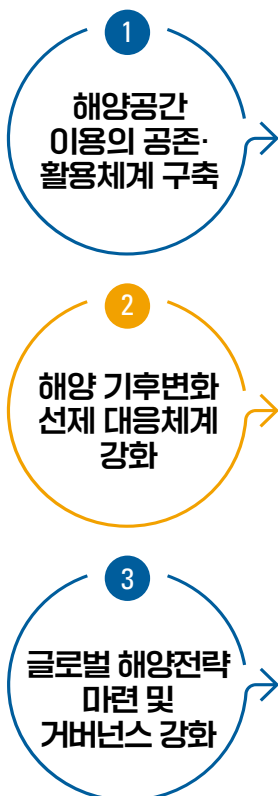 1
해양공간
이용의 공존·
활용체계 구축
2
해양 기후변화
선제 대응체계
강화
3
글로벌 해양전략
마련 및
거버넌스 강화